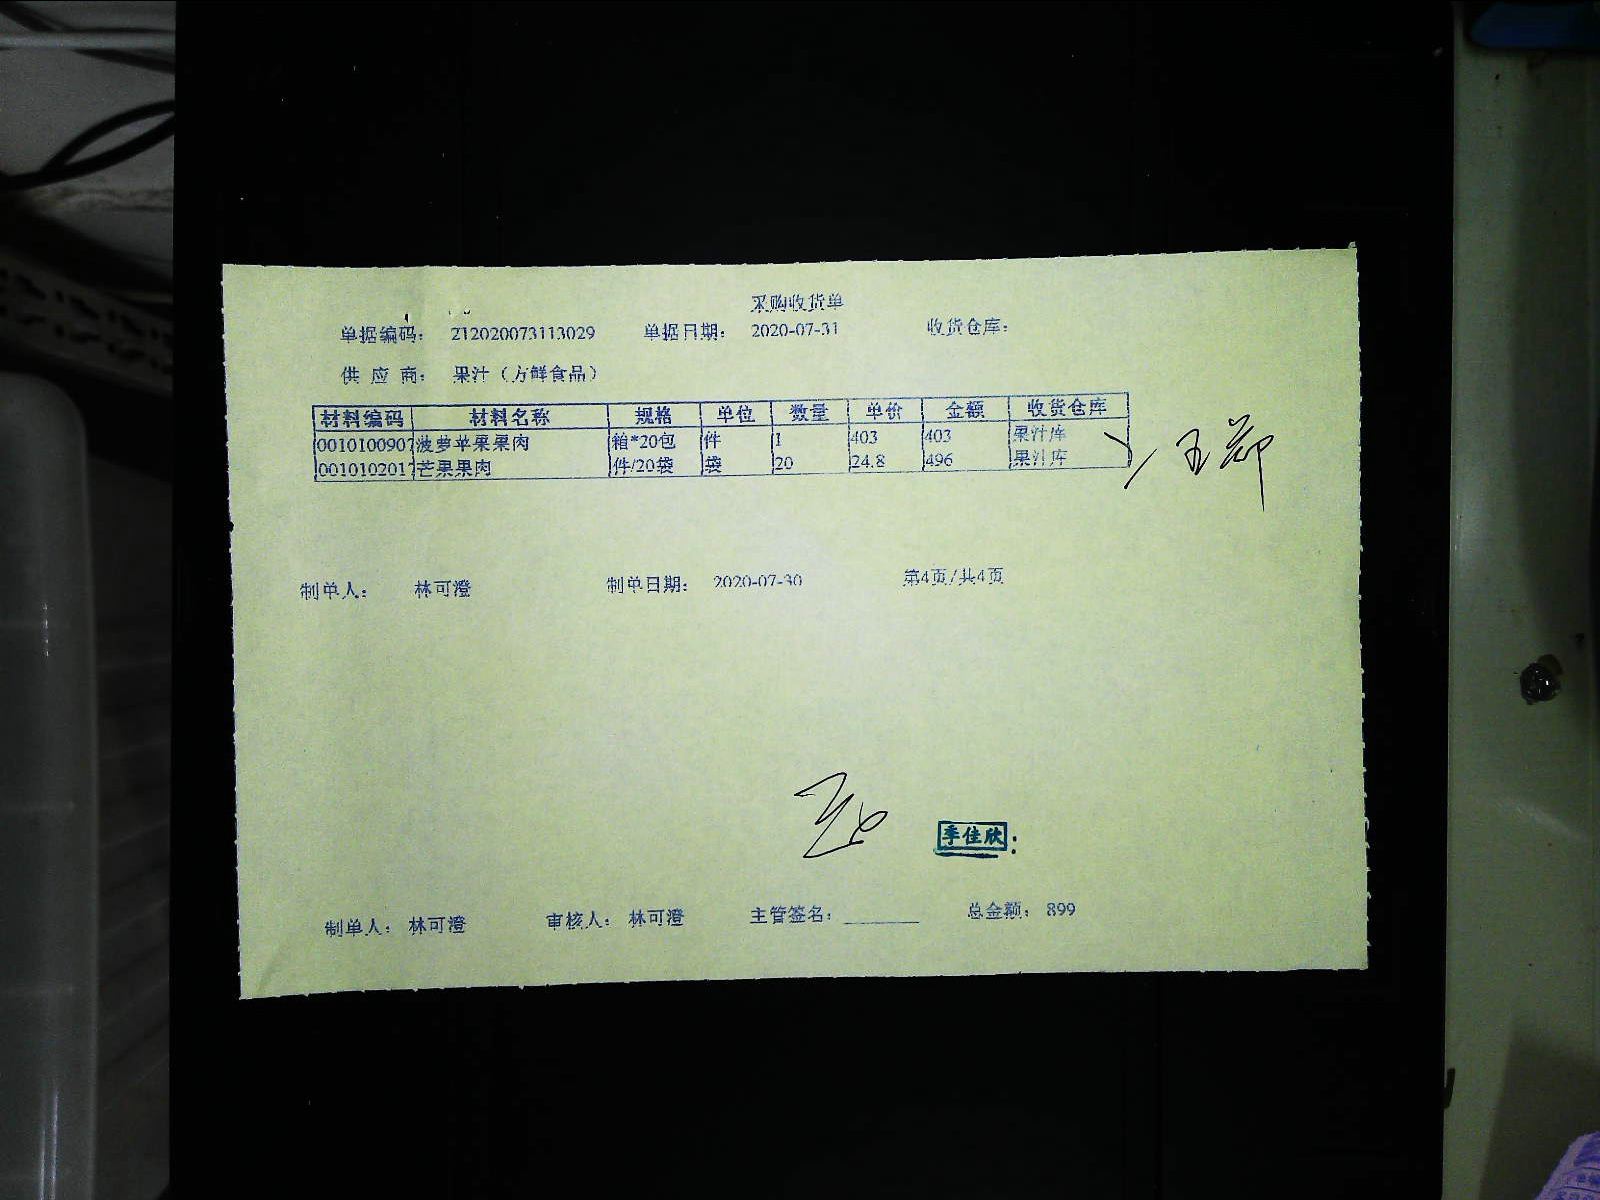 采购收货单
单据编码： 212020073113029 单据日期： 2020-07-31 收货仓库：
供 应 商： 果汁（万鲜食品）
材料编码 材料名称 规格 单位 数量 单价 金额 收货仓库
0010100907 菠萝苹果果肉 箱*20包 件 1 403 403 果汁库
0010102017 芒果果肉 件/20袋 袋 20 24.8 496 果汁库
制单人： 林可澄 制单日期： 2020-07-30 第4页/共4页
季佳欣
制单人： 林可澄 审核人： 林可澄 主管签名：________ 总金额： 899